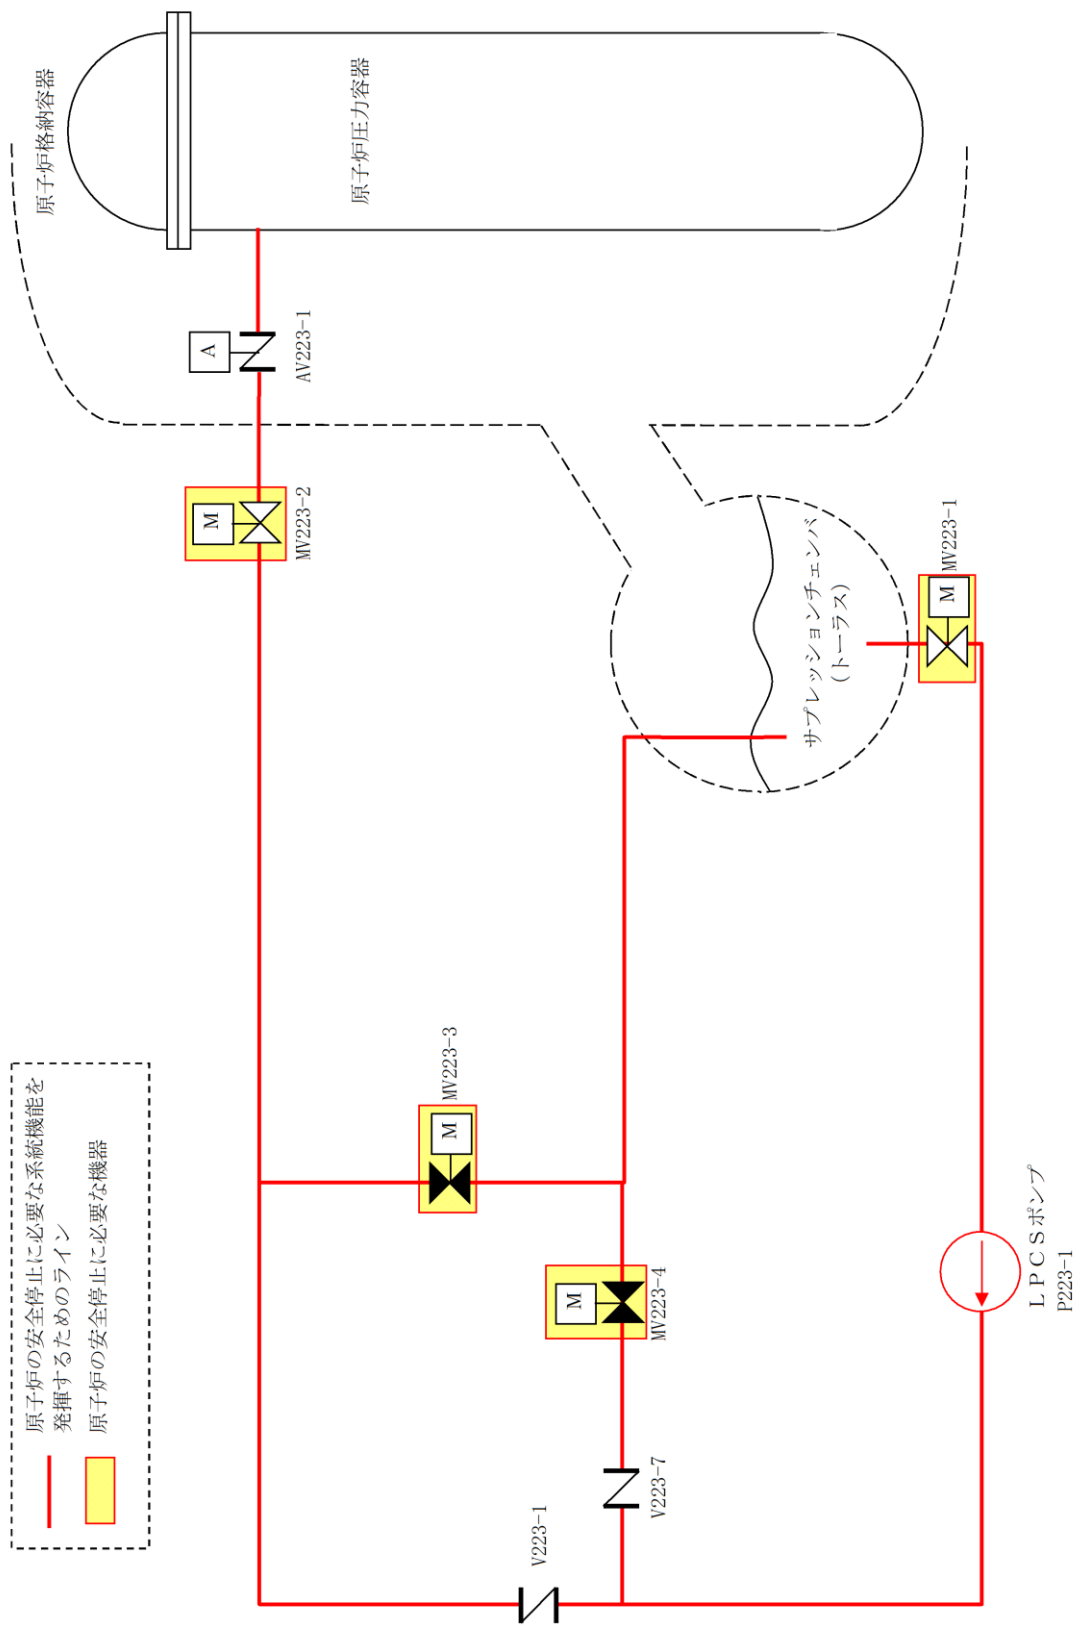 原子炉の安全停止に必要な系統機能を
発揮するためのライン
原子炉の安全停止に必要な機器
原子炉格納容器
原子炉圧力容器
A
AV223-1
M
MV223-2
サプレッションチェンバ
(トーラス)
M
MV223-1
M
MV223-3
M
MV223-4
V223-7
V223-1
ＬＰＣＳポンプ
P223-1